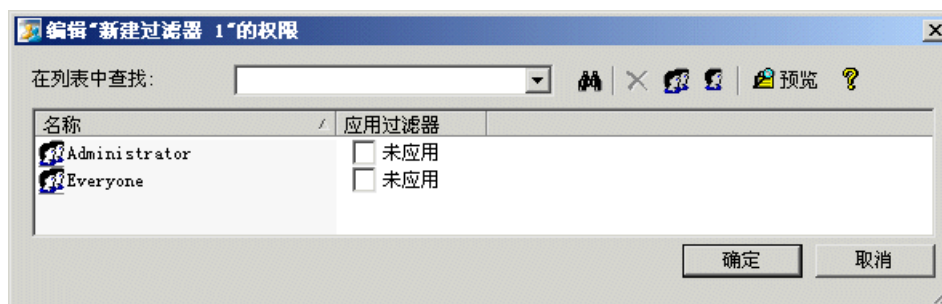 编辑"新建过滤器 1"的权限
在列表中查找: 预览
名称 应用过滤器
Administrator 未应用
Everyone 未应用
确定 取消